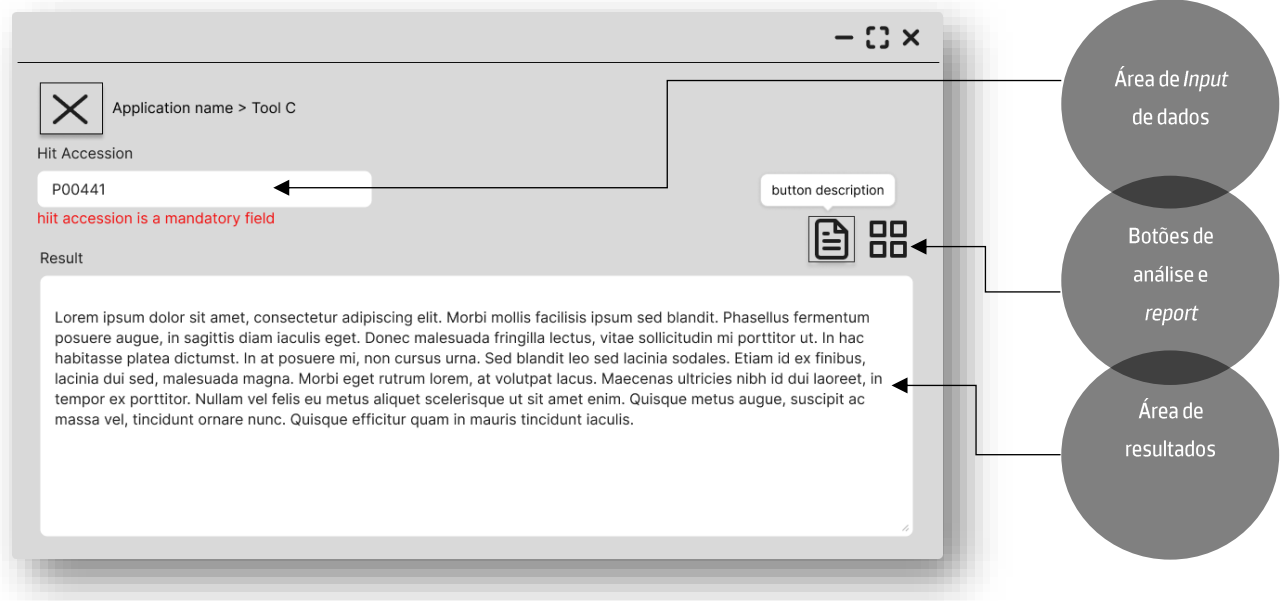 Application name > Tool C
Hit Accession
P00441
hiit accession is a mandatory field
button description
Result
Lorem ipsum dolor sit amet, consectetur adipiscing elit. Morbi mollis facilisis ipsum sed blandit. Phasellus fermentum
posuere augue, in sagittis diam iaculis eget. Donec malesuada fringilla lectus, vitae sollicitudin mi porttitor ut. In hac
habitasse platea dictumst. In at posuere mi, non cursus urna. Sed blandit leo sed lacinia sodales. Etiam id ex finibus,
lacinia dui sed, malesuada magna. Morbi eget rutrum lorem, at volutpat lacus. Maecenas ultricies nibh id dui laoreet, in
tempor ex porttitor. Nullam vel felis eu metus aliquet scelerisque ut sit amet enim. Quisque metus augue, suscipit ac
massa vel, tincidunt ornare nunc. Quisque efficitur quam in mauris tincidunt iaculis.
Área de Input
de dados
Botões de
análise e
report
Área de
resultados